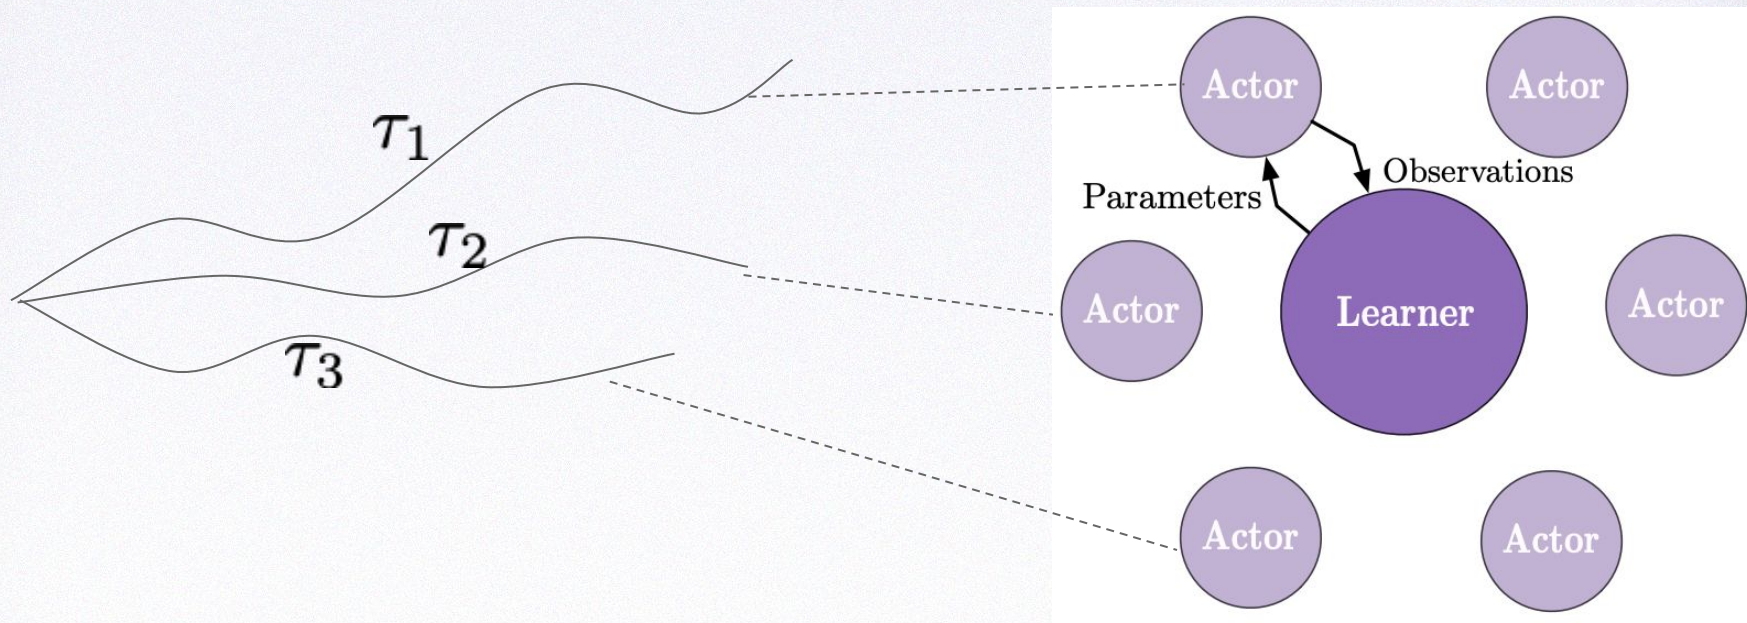 τ₁
τ₂
τ₃
Actor
Actor
Observations
Parameters
Actor
Learner
Actor
Actor
Actor